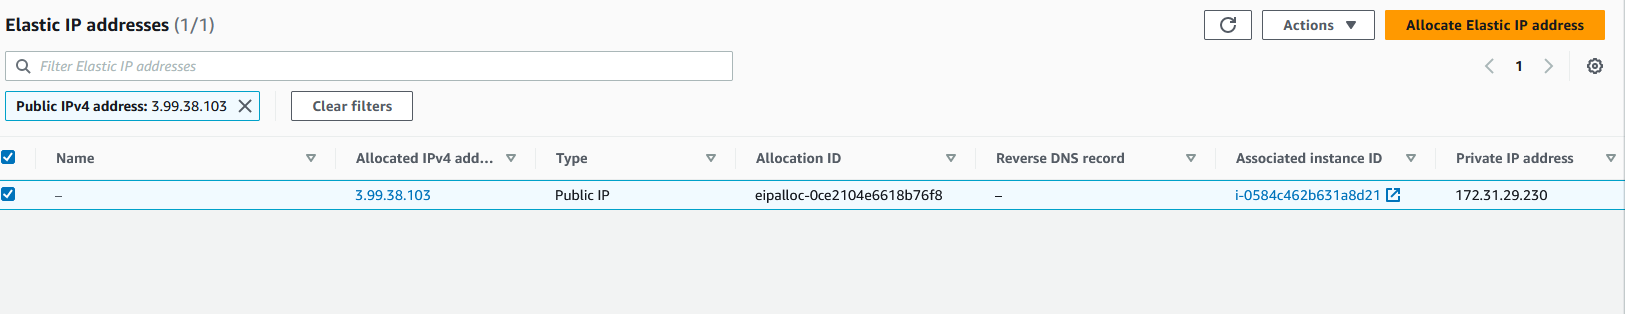 Elastic IP addresses (1/1)
Actions
Allocate Elastic IP address
Filter Elastic IP addresses
1
Public IPv4 address: 3.99.38.103
Clear filters
Name
Allocated IPv4 add...
Type
Allocation ID
Reverse DNS record
Associated instance ID
Private IP address
–
3.99.38.103
Public IP
eipalloc-0ce2104e6618b76f8
–
i-0584c462b631a8d21
172.31.29.230